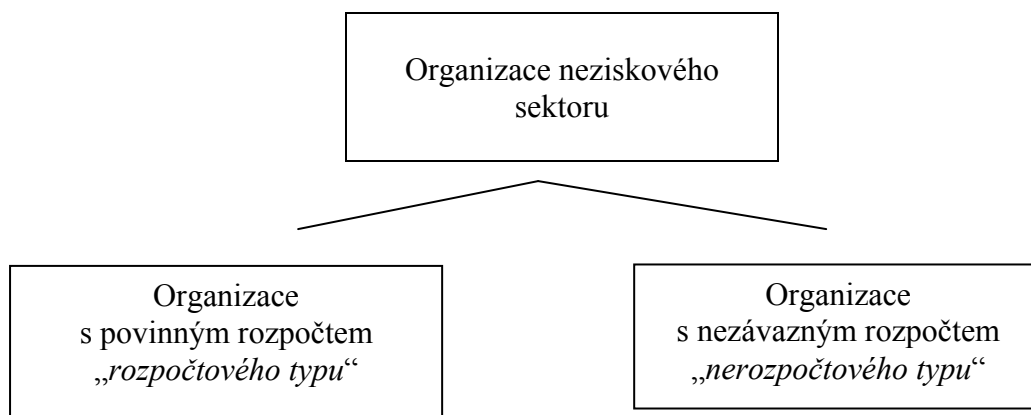 Organizace neziskového
sektoru
Organizace
s povinným rozpočtem
„rozpočtového typu“
Organizace
s nezávazným rozpočtem
„nerozpočtového typu“